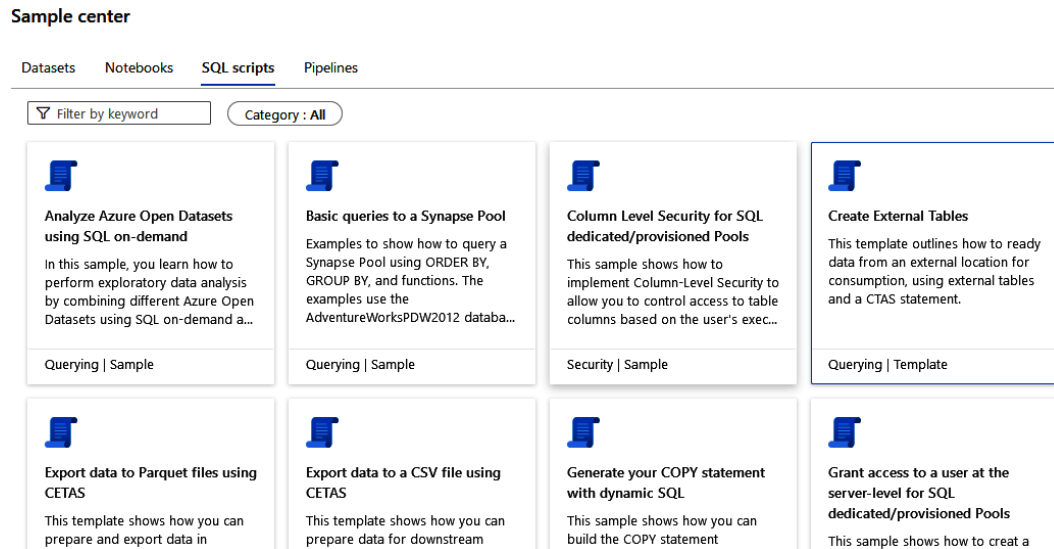 Sample center
Datasets
Notebooks
SQL scripts
Pipelines
Filter by keyword
Category : All
Analyze Azure Open Datasets
using SQL on-demand
In this sample, you learn how to
perform exploratory data analysis
by combining different Azure Open
Datasets using SQL on-demand a...
Querying | Sample
Basic queries to a Synapse Pool
Examples to show how to query a
Synapse Pool using ORDER BY,
GROUP BY, and functions. The
examples use the
AdventureWorksPDW2012 databa...
Querying | Sample
Column Level Security for SQL
dedicated/provisioned Pools
This sample shows how to
implement Column-Level Security to
allow you to control access to table
columns based on the user's exec...
Security | Sample
Create External Tables
This template outlines how to ready
data from an external location for
consumption, using external tables
and a CTAS statement.
Querying | Template
Export data to Parquet files using
CETAS
This template shows how you can
prepare and export data in
Export data to a CSV file using
CETAS
This template shows how you can
prepare data for downstream
Generate your COPY statement
with dynamic SQL
This sample shows how you can
build the COPY statement
Grant access to a user at the
server-level for SQL
dedicated/provisioned Pools
This sample shows how to creat a